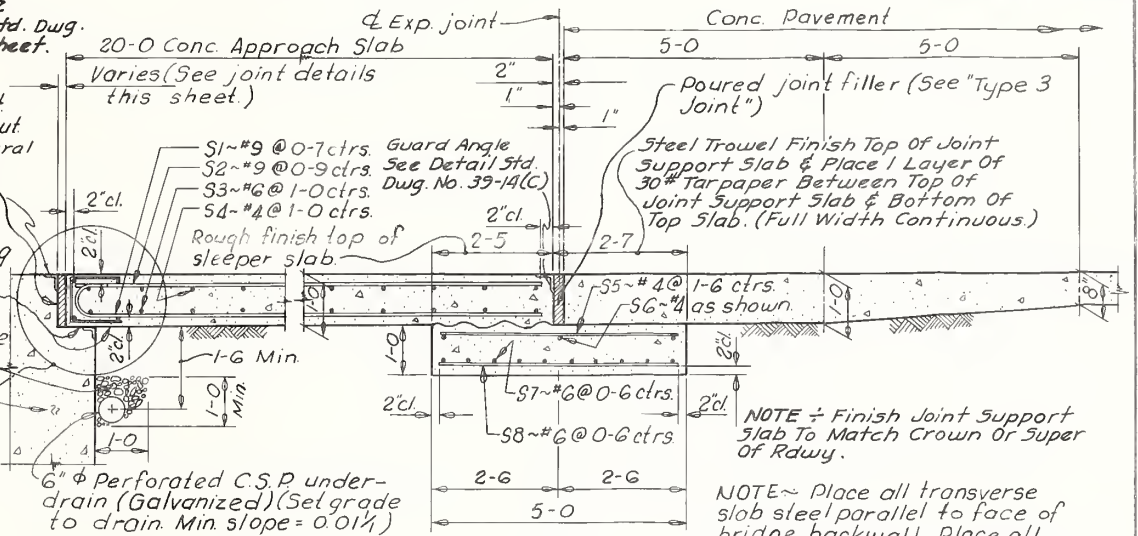 td. Dwg.
heet.
20-0 Conc. Approach Slab
Varies (See joint details
this sheet.)
℄ Exp. joint
Conc. Pavement
5-0
5-0
2"
1"
1"
Poured joint filler (See "Type 3
Joint")
S1~#9 @ 0-7 ctrs.
S2~#9 @ 0-9 ctrs.
S3~#6 @ 1-0 ctrs.
S4~#4 @ 1-0 ctrs.
Guard Angle
See Detail Std.
Dwg. No. 39-14(C)
Steel Trowel Finish Top Of Joint
Support Slab & Place 1 Layer Of
30# Tarpaper Between Top Of
Joint Support Slab & Bottom Of
Top Slab. (Full Width Continuous.)
2"cl.
2"cl.
Rough finish top of
sleeper slab.
2-5
2-7
2"cl.
1-0
S5~#4 @ 1-6 ctrs.
S6~#4 as shown.
1-0
8"
2"cl.
1-6 Min.
1-0
Min.
1-0
1-0
2"cl.
S7~#6 @ 0-6 ctrs.
2"cl.
2"cl.
S8~#6 @ 0-6 ctrs.
NOTE ÷ Finish Joint Support
Slab To Match Crown Or Super
Of Rdwy.
6" ϕ Perforated C.S.P. under-
drain (Galvanized) (Set grade
to drain. Min. slope = 0.01/1)
2-6
2-6
5-0
NOTE~ Place all transverse
slab steel parallel to face of
bridge backwall. Place all